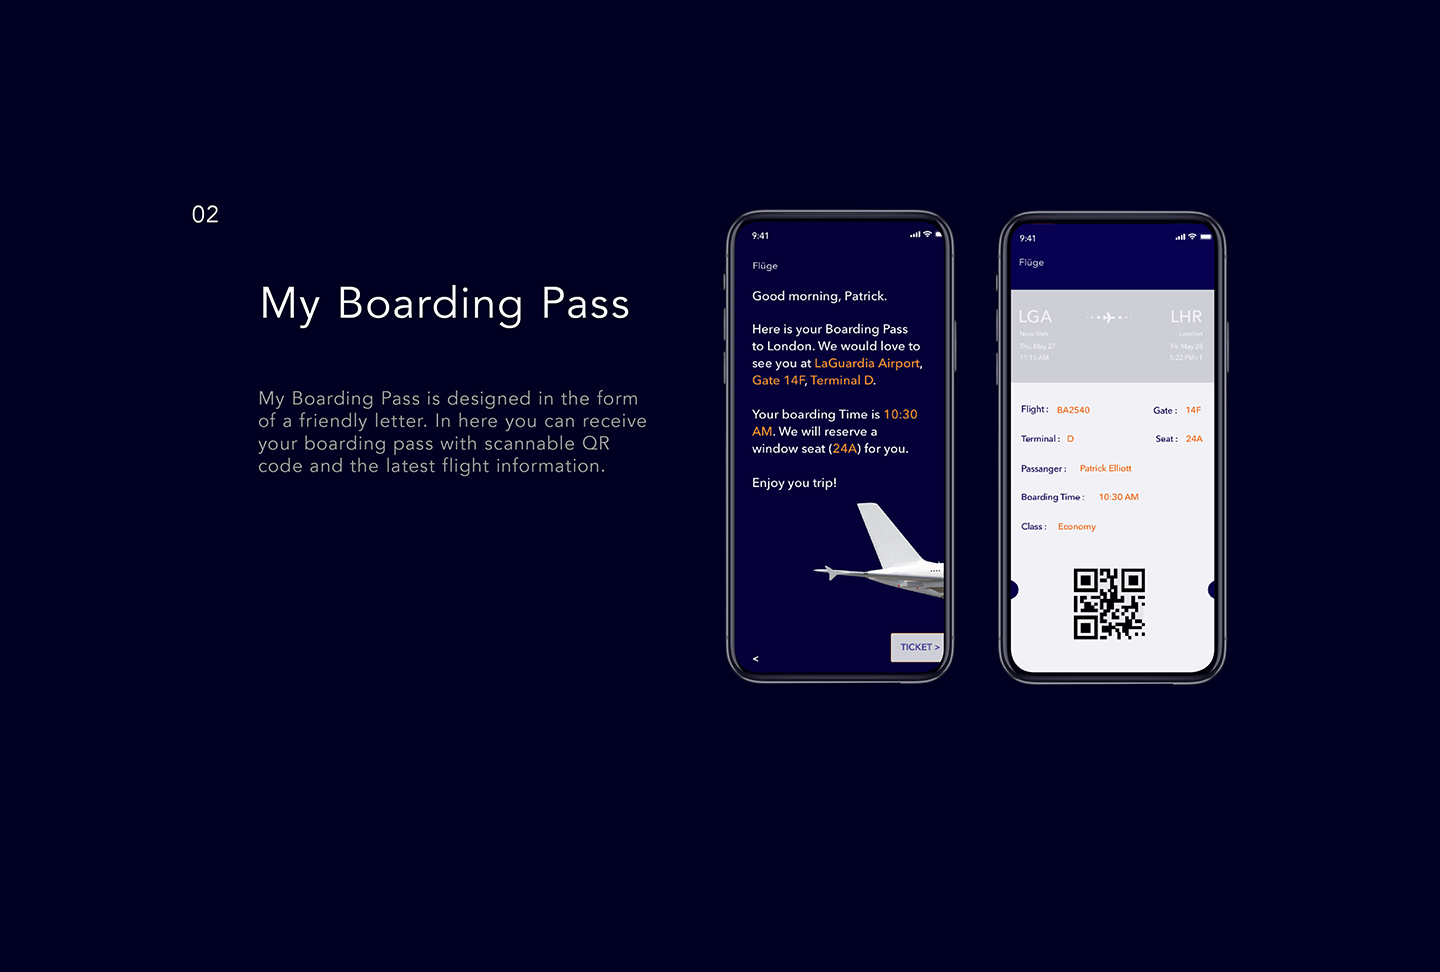 02
My Boarding Pass
My Boarding Pass is designed in the form
of a friendly letter. In here you can receive
your boarding pass with scannable QR
code and the latest flight information.
9:41
Flüge
Good morning, Patrick.
Here is your Boarding Pass
to London. We would love to
see you at LaGuardia Airport,
Gate 14F, Terminal D.
Your boarding Time is 10:30
AM. We will reserve a
window seat (24A) for you.
Enjoy you trip!
TICKET >
<
9:41
Flüge
LGA LHR
New York London
Thu, May 27 Fri. May 28
11:15 AM 5:22 PM+1
Flight : BA2540 Gate : 14F
Terminal : D Seat : 24A
Passanger : Patrick Elliott
Boarding Time : 10:30 AM
Class : Economy